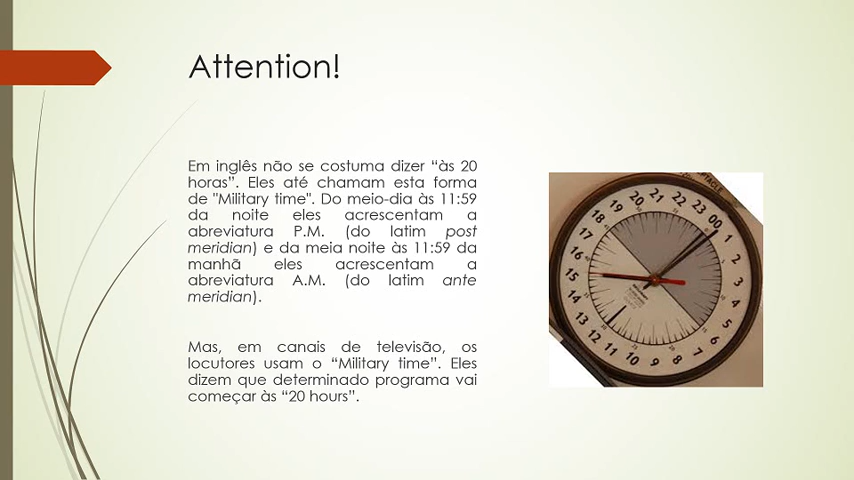 Attention!
Em inglês não se costuma dizer “às 20
horas”. Eles até chamam esta forma
de "Military time". Do meio-dia às 11:59
da noite eles acrescentam a
abreviatura P.M. (do latim post
meridian) e da meia noite às 11:59 da
manhã eles acrescentam a
abreviatura A.M. (do latim ante
meridian).
Mas, em canais de televisão, os
locutores usam o “Military time”. Eles
dizem que determinado programa vai
começar às “20 hours”.
00
1
2
3
4
5
6
7
8
9
10
11
12
13
14
15
16
17
18
19
20
21
22
23